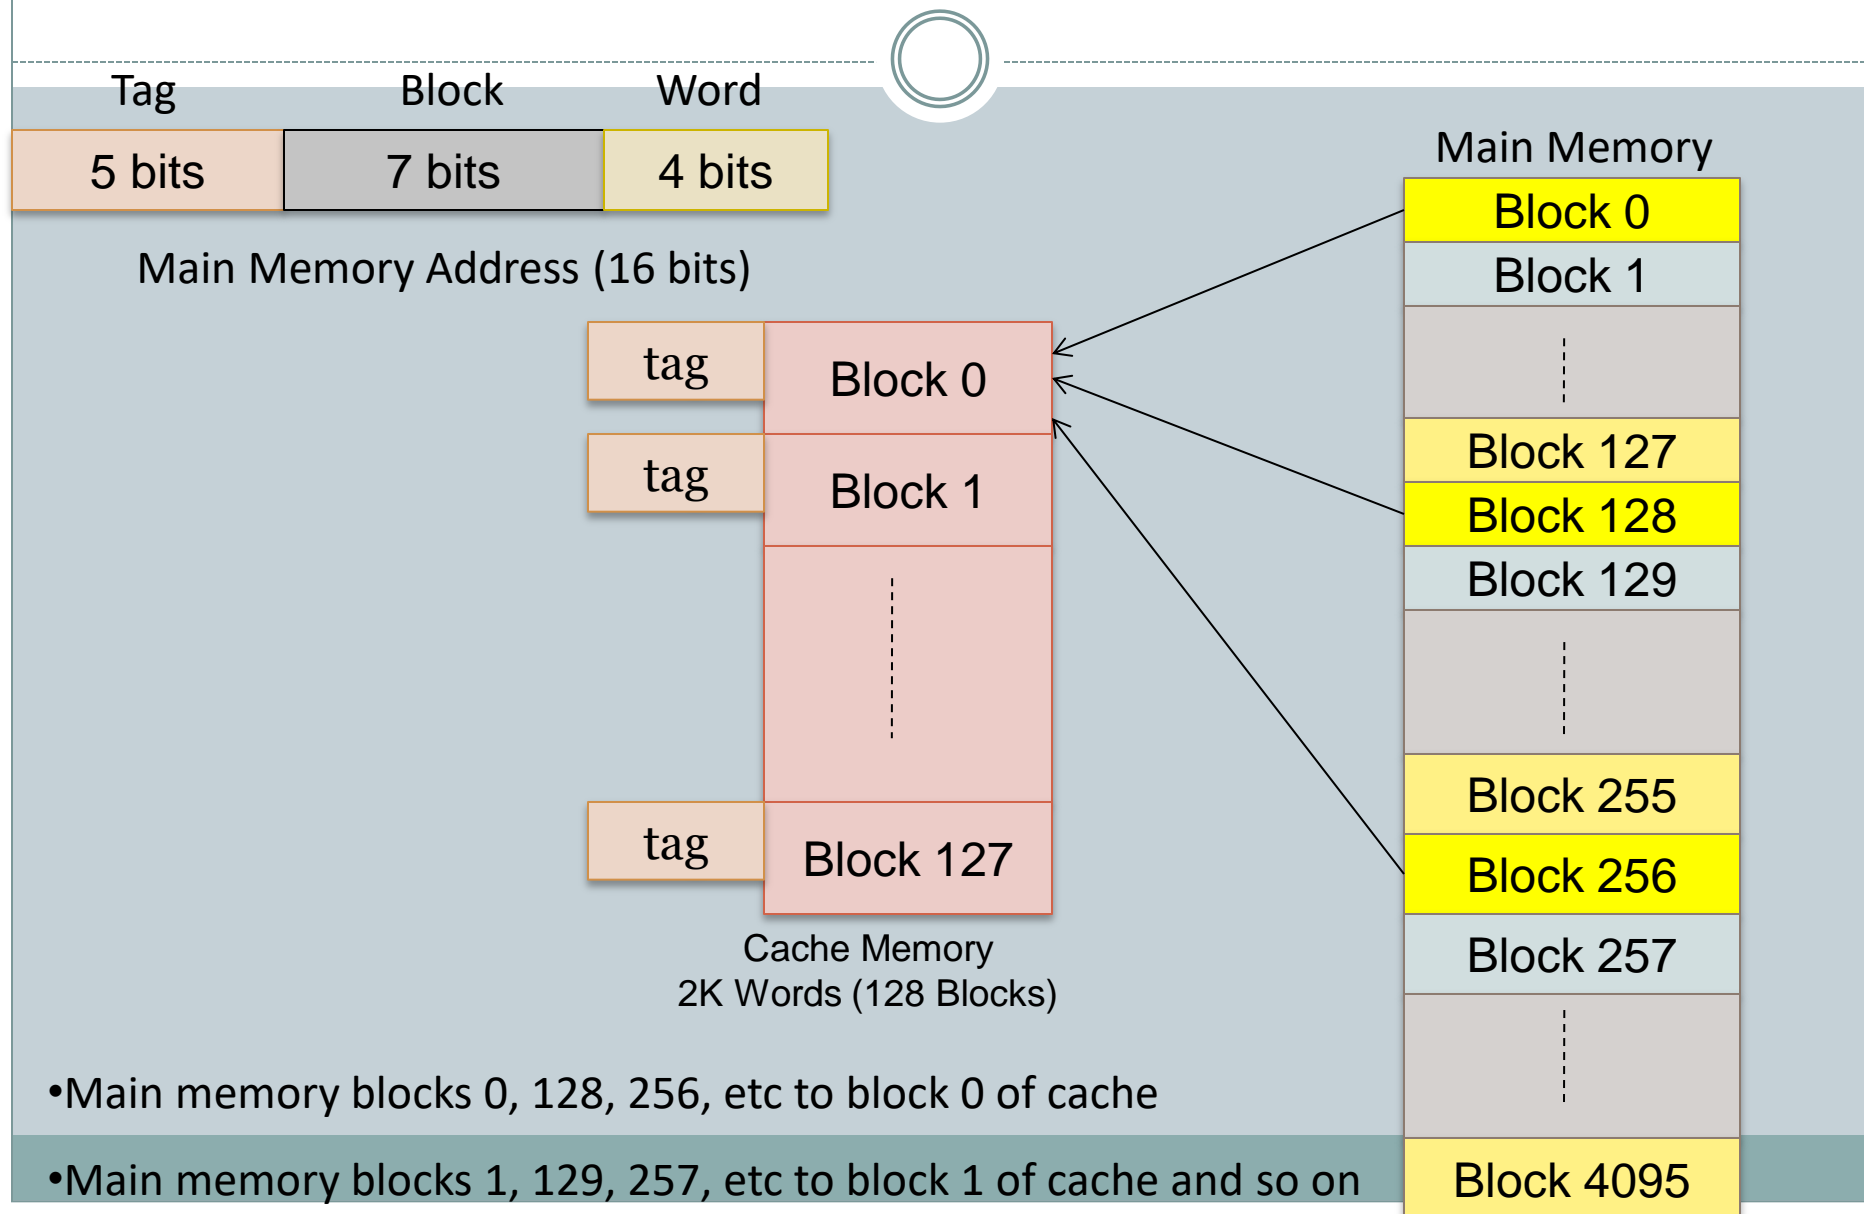 Tag Block Word
5 bits 7 bits 4 bits
Main Memory Address (16 bits)
tag Block 0
tag Block 1
tag Block 127
Cache Memory
2K Words (128 Blocks)
Main Memory
Block 0
Block 1
Block 127
Block 128
Block 129
Block 255
Block 256
Block 257
Block 4095
•Main memory blocks 0, 128, 256, etc to block 0 of cache
•Main memory blocks 1, 129, 257, etc to block 1 of cache and so on